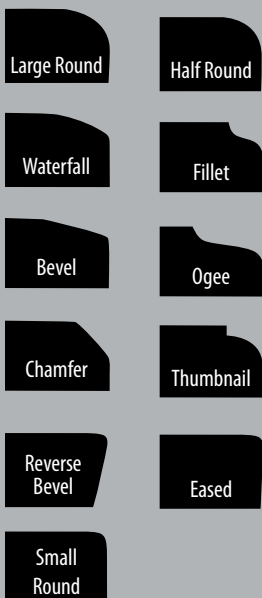 Large Round
Half Round
Waterfall
Fillet
Bevel
Ogee
Chamfer
Thumbnail
Reverse
Bevel
Eased
Small
Round